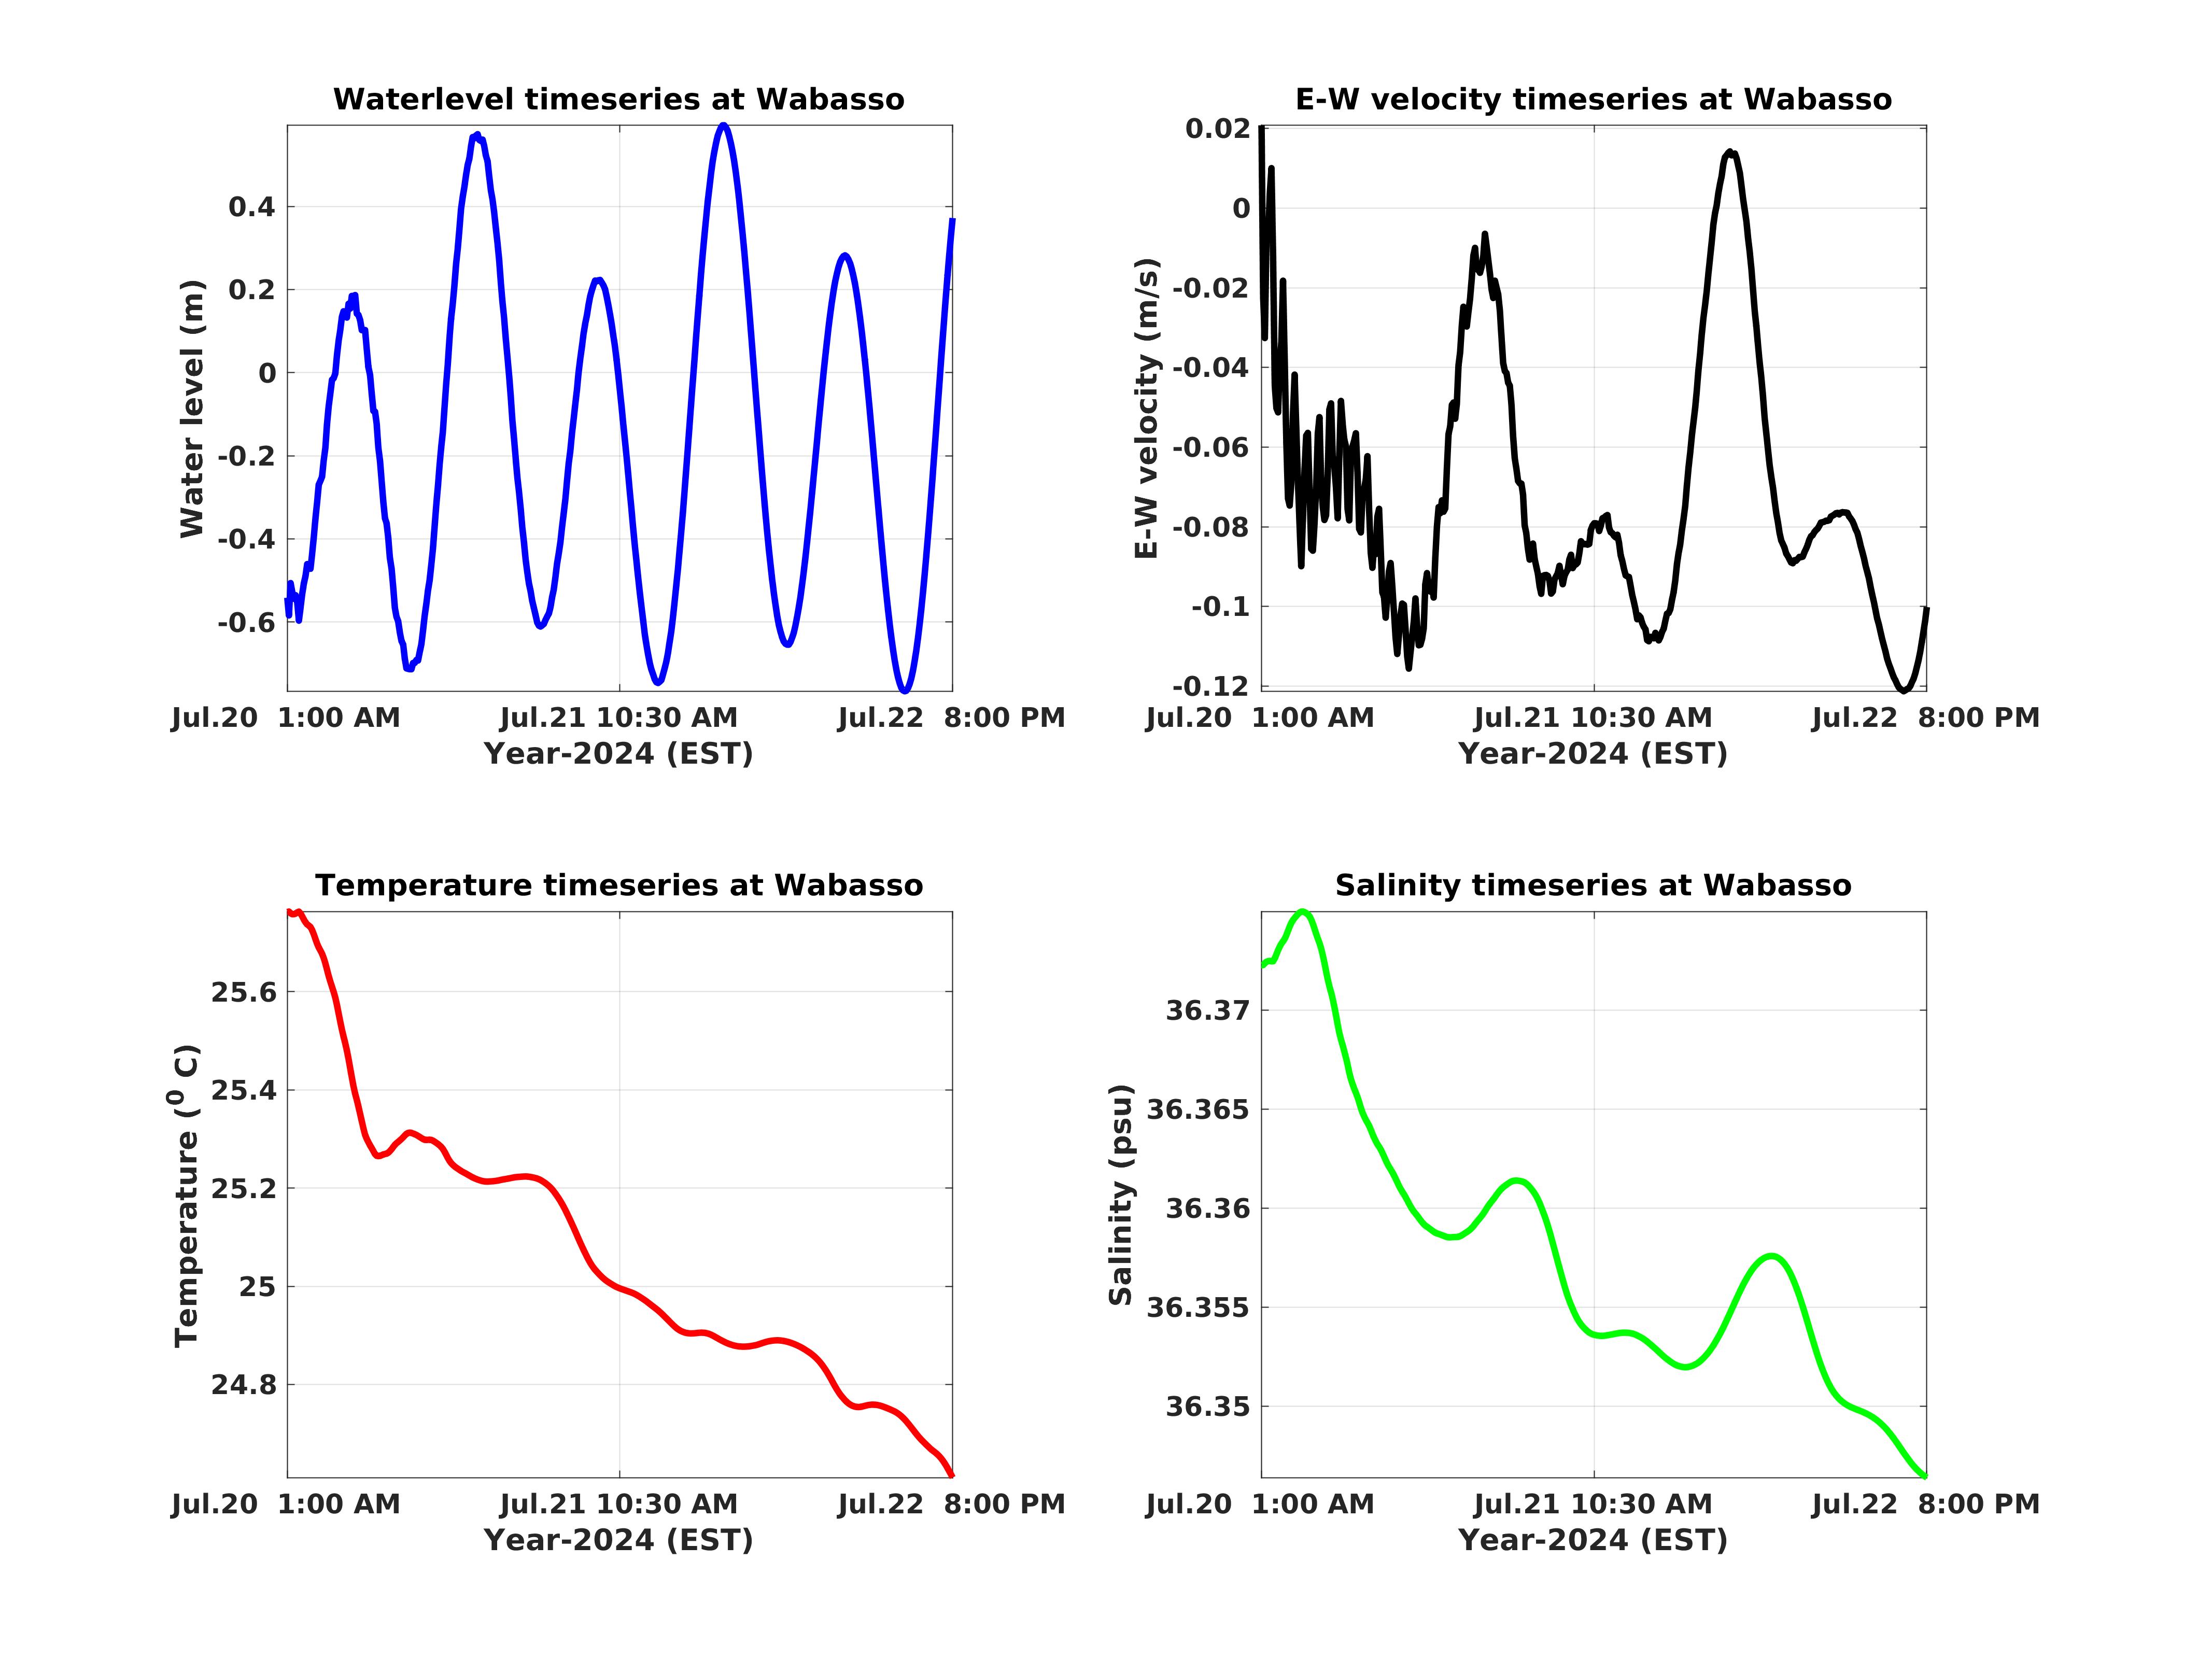 Waterlevel timeseries at Wabasso
0.4
0.2
0
-0.2
-0.4
-0.6
Water level (m)
Jul.20  1:00 AM
Jul.21 10:30 AM
Jul.22  8:00 PM
Year-2024 (EST)
E-W velocity timeseries at Wabasso
0.02
0
-0.02
-0.04
-0.06
-0.08
-0.1
-0.12
E-W velocity (m/s)
Jul.20  1:00 AM
Jul.21 10:30 AM
Jul.22  8:00 PM
Year-2024 (EST)
Temperature timeseries at Wabasso
25.6
25.4
25.2
25
24.8
Temperature (⁰ C)
Jul.20  1:00 AM
Jul.21 10:30 AM
Jul.22  8:00 PM
Year-2024 (EST)
Salinity timeseries at Wabasso
36.37
36.365
36.36
36.355
36.35
Salinity (psu)
Jul.20  1:00 AM
Jul.21 10:30 AM
Jul.22  8:00 PM
Year-2024 (EST)